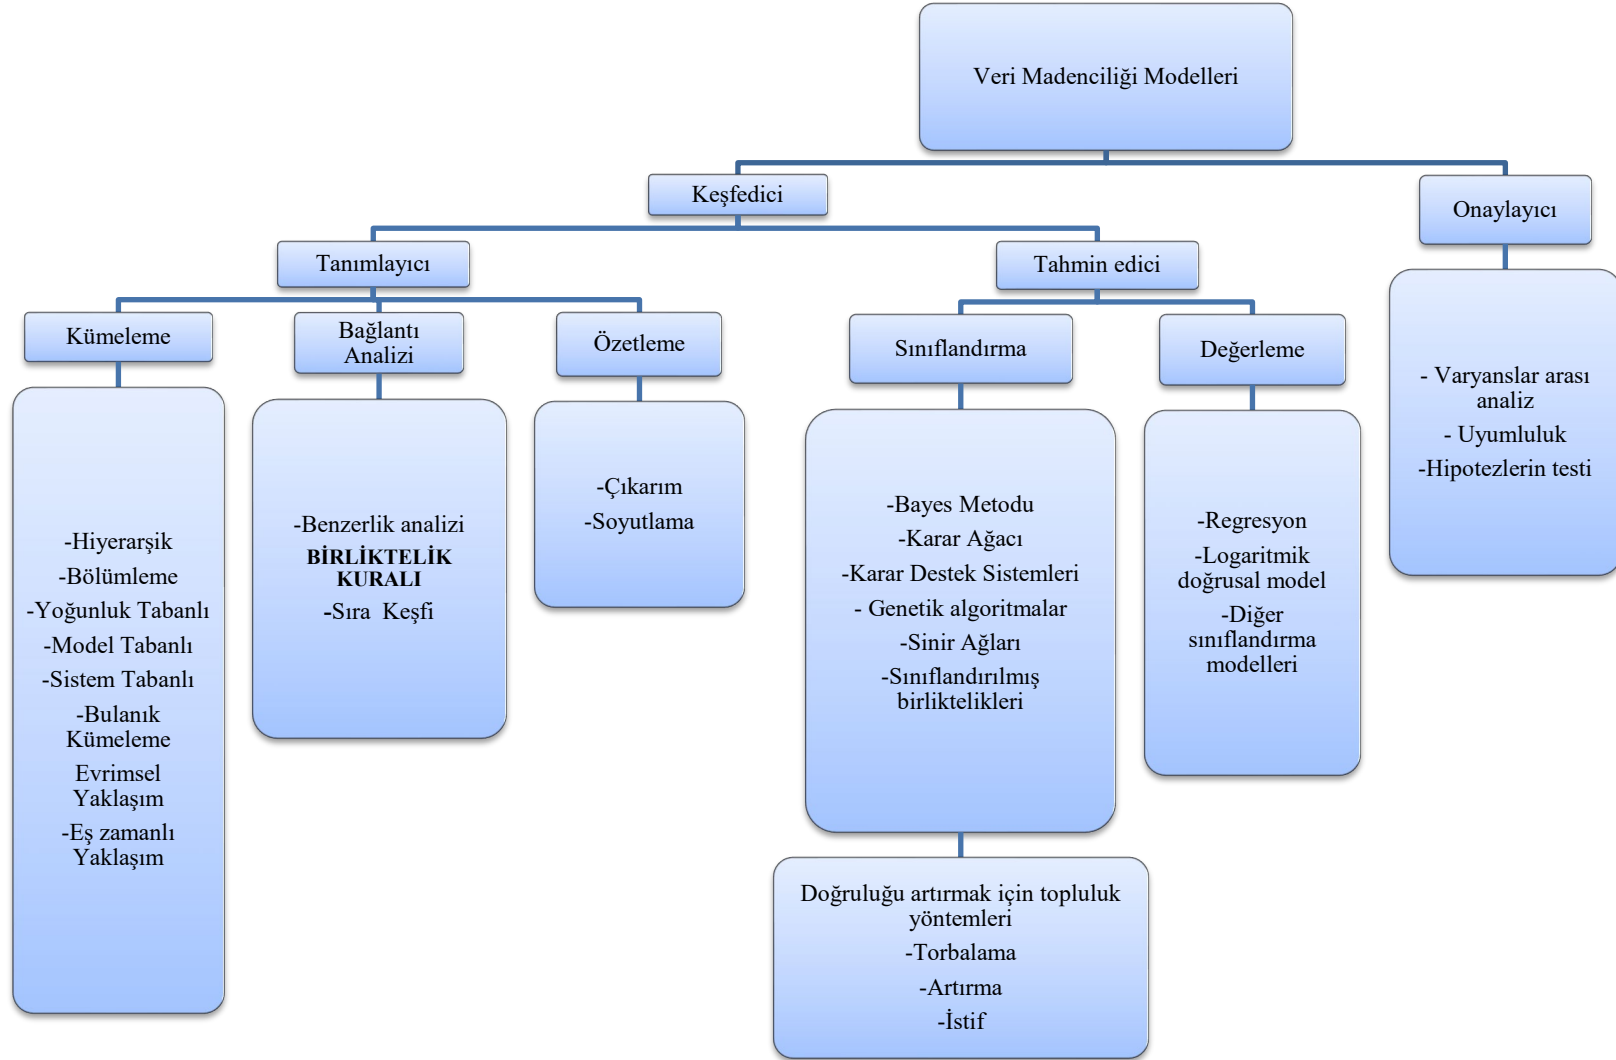 Veri Madenciliği Modelleri
Keşfedici
Onaylayıcı
Tanımlayıcı
Tahmin edici
Kümeleme
Bağlantı
Analizi
Özetleme
Sınıflandırma
Değerleme
-Hiyerarşik
-Bölümleme
-Yoğunluk Tabanlı
-Model Tabanlı
-Sistem Tabanlı
-Bulanık
Kümeleme
Evrimsel
Yaklaşım
-Eş zamanlı
Yaklaşım
-Benzerlik analizi
BİRLİKTELİK
KURALI
-Sıra  Keşfi
-Çıkarım
-Soyutlama
-Bayes Metodu
-Karar Ağacı
-Karar Destek Sistemleri
- Genetik algoritmalar
-Sinir Ağları
-Sınıflandırılmış
birliktelikleri
-Regresyon
-Logaritmik
doğrusal model
-Diğer
sınıflandırma
modelleri
- Varyanslar arası
analiz
- Uyumluluk
-Hipotezlerin testi
Doğruluğu artırmak için topluluk
yöntemleri
-Torbalama
-Artırma
-İstif